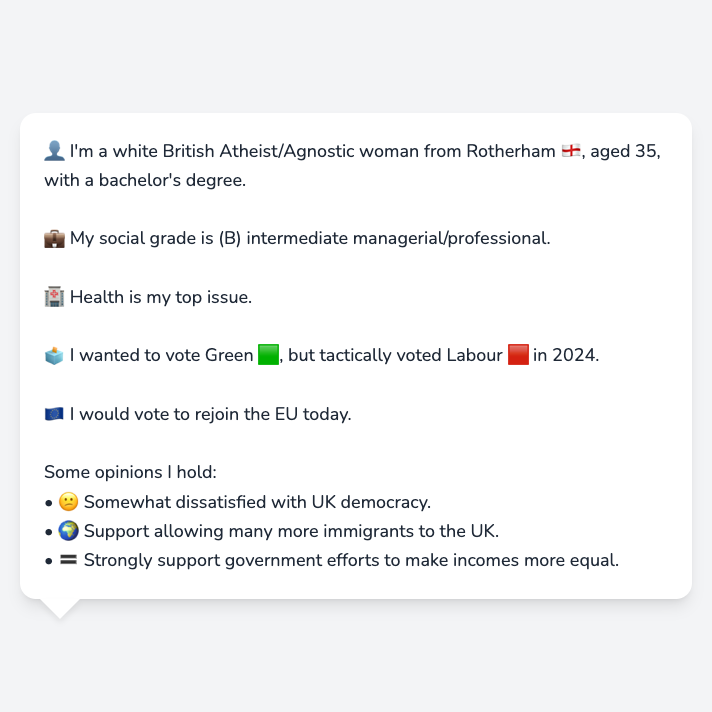 👤 I'm a white British Atheist/Agnostic woman from Rotherham 🏴󠁧󠁢󠁥󠁮󠁧󠁿, aged 35,
with a bachelor's degree.
💼 My social grade is (B) intermediate managerial/professional.
🏥 Health is my top issue.
🗳️ I wanted to vote Green 🟩, but tactically voted Labour 🟥 in 2024.
🇪🇺 I would vote to rejoin the EU today.
Some opinions I hold:
• 🙁 Somewhat dissatisfied with UK democracy.
• 🌍 Support allowing many more immigrants to the UK.
• 🟰 Strongly support government efforts to make incomes more equal.